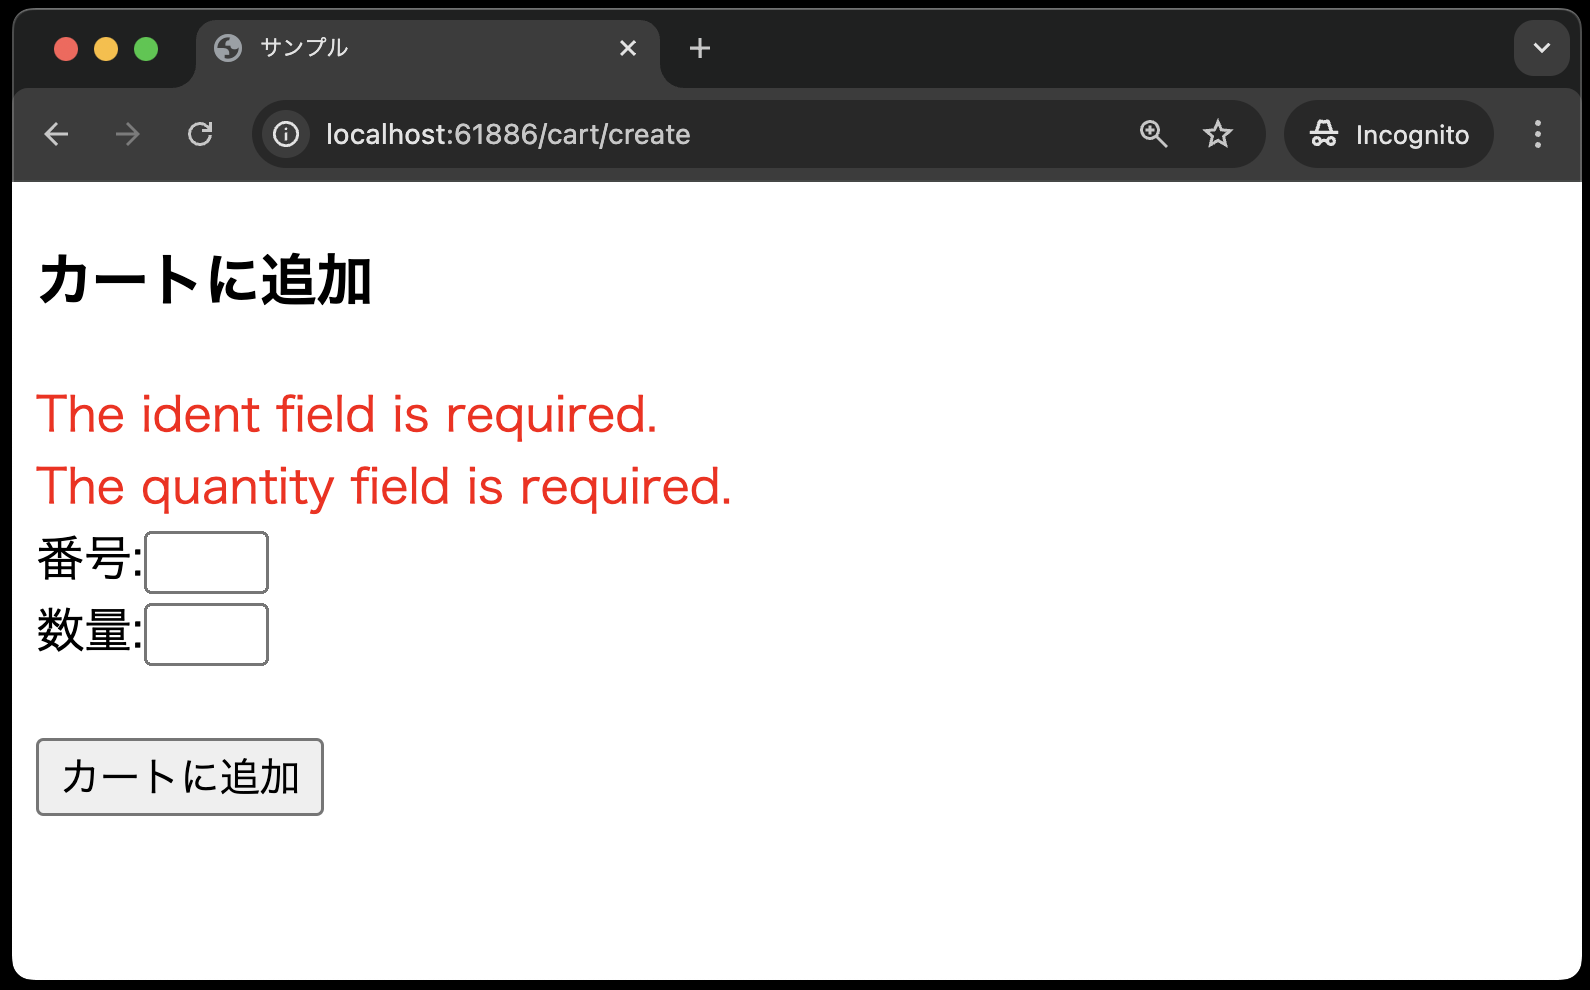 サンプル
localhost:61886/cart/create
Incognito
カートに追加
The ident field is required.
The quantity field is required.
番号:
数量:
カートに追加